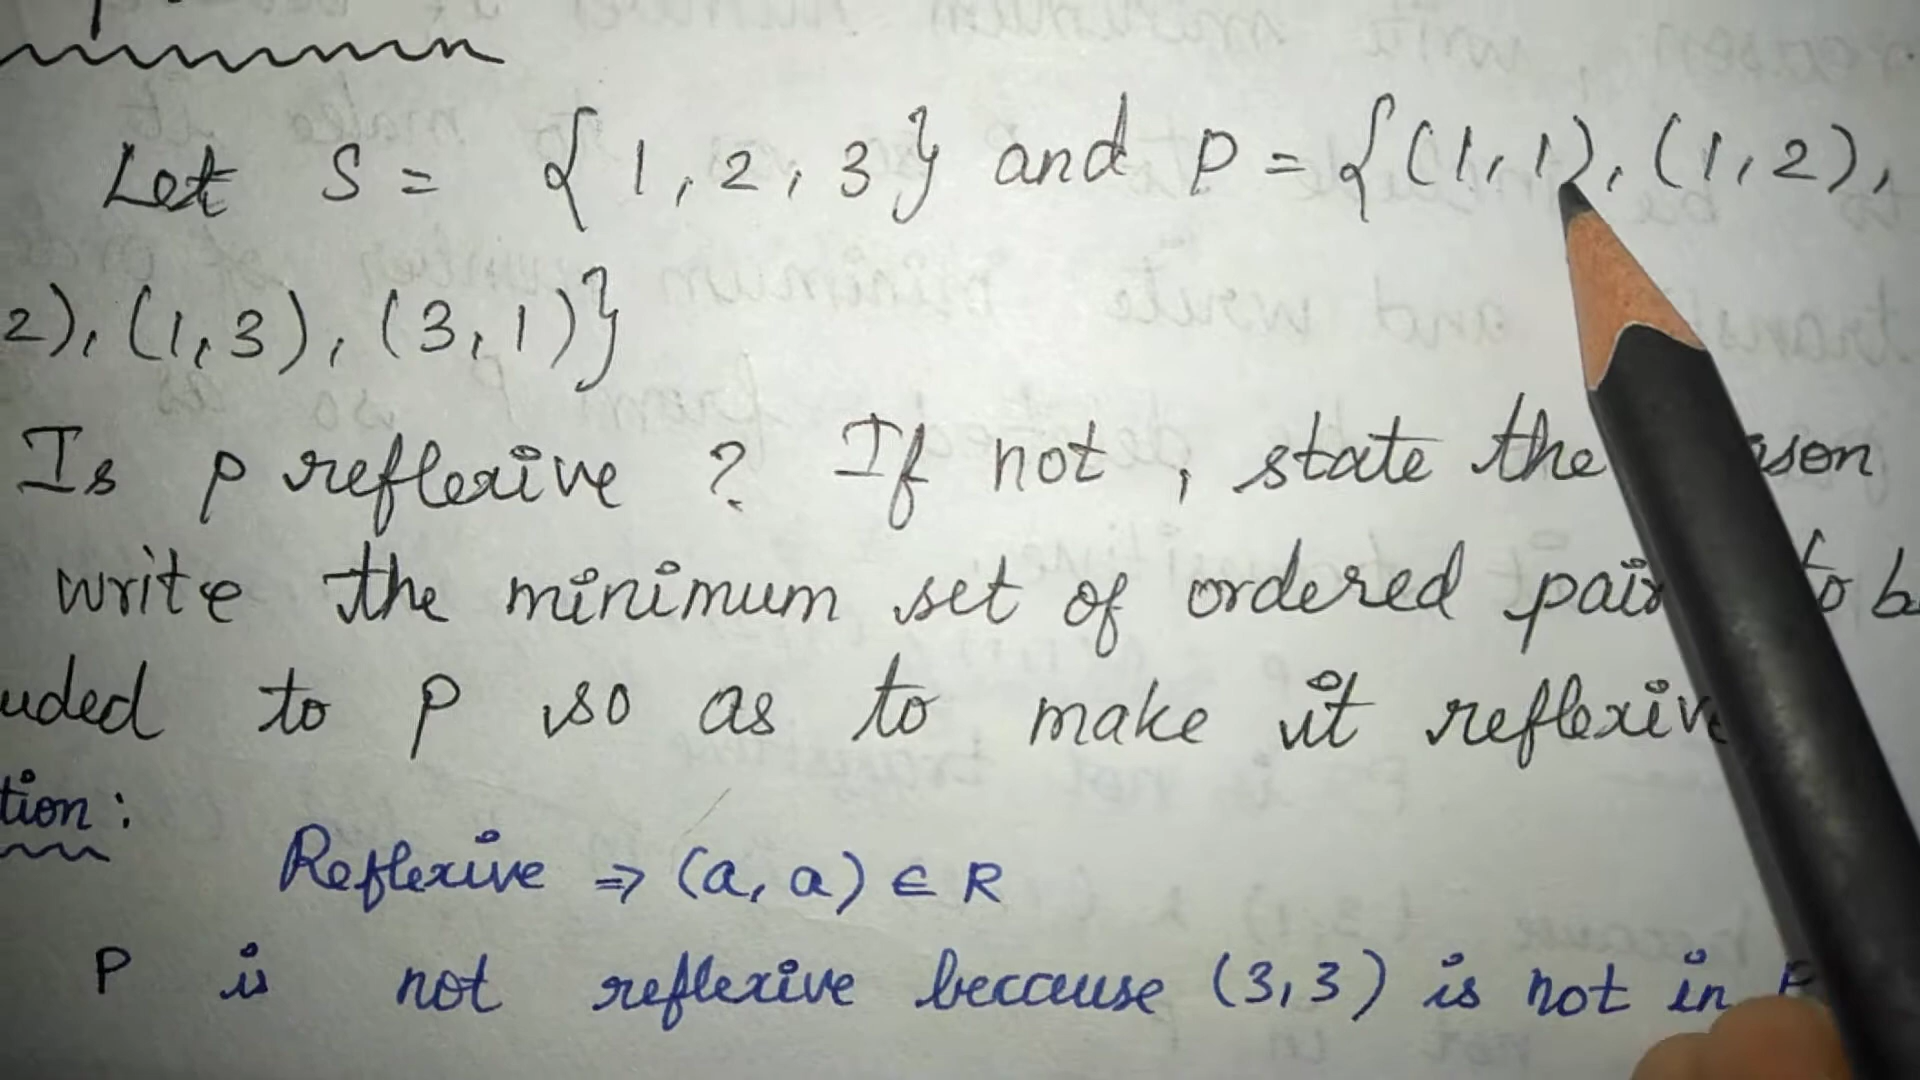 Let S = {1, 2, 3} and P = {(1,1), (1,2),
2), (1,3), (3,1)}
Is P reflexive ? If not, state the
write the minimum set of ordered to
to P so as to make it reflexive
Reflexive ⇒ (a, a) ∈ R
P is not reflexive because (3,3) is not in